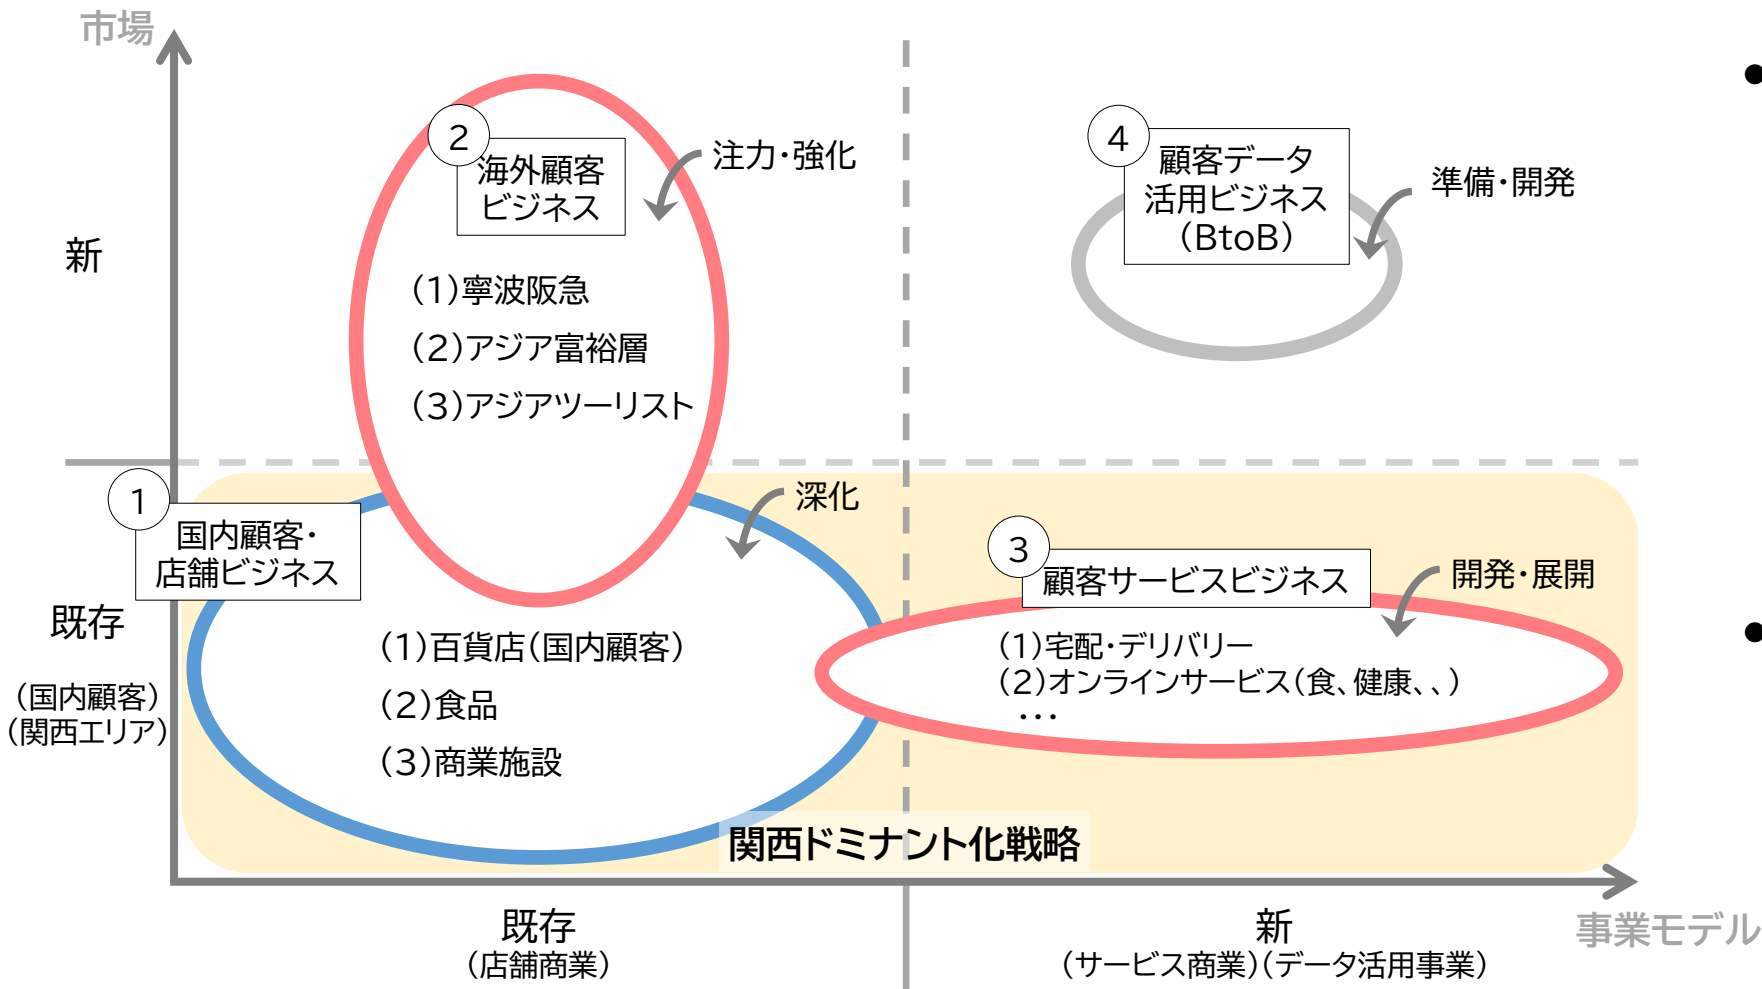 市場
2
海外顧客
ビジネス
注力・強化
(1)寧波阪急
(2)アジア富裕層
(3)アジアツーリスト
4
顧客データ
活用ビジネス
(BtoB)
準備・開発
新
1
国内顧客・
店舗ビジネス
深化
(1)百貨店(国内顧客)
(2)食品
(3)商業施設
3
顧客サービスビジネス
開発・展開
(1)宅配・デリバリー
(2)オンラインサービス(食、健康、、)
・・・
既存
(国内顧客)
(関西エリア)
関西ドミナント化戦略
既存
(店舗商業)
新
(サービス商業)(データ活用事業)
事業モデル